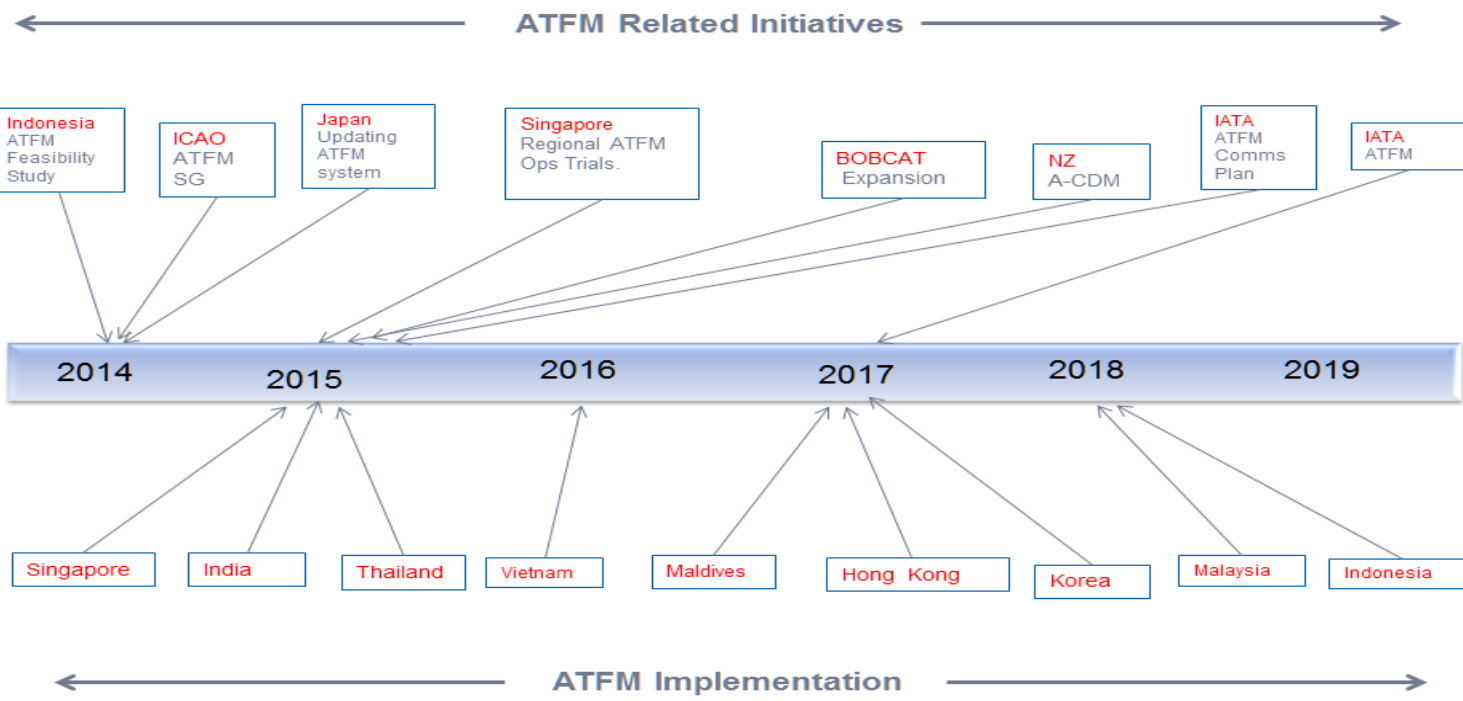 ATFM Related Initiatives
Indonesia
ATFM
Feasibility
Study
ICAO
ATFM
SG
Japan
Updating
ATFM
system
Singapore
Regional ATFM
Ops Trials.
BOBCAT
Expansion
NZ
A-CDM
IATA
ATFM
Comms
Plan
IATA
ATFM
2014
2015
2016
2017
2018
2019
Singapore
India
Thailand
Vietnam
Maldives
Hong Kong
Korea
Malaysia
Indonesia
ATFM Implementation